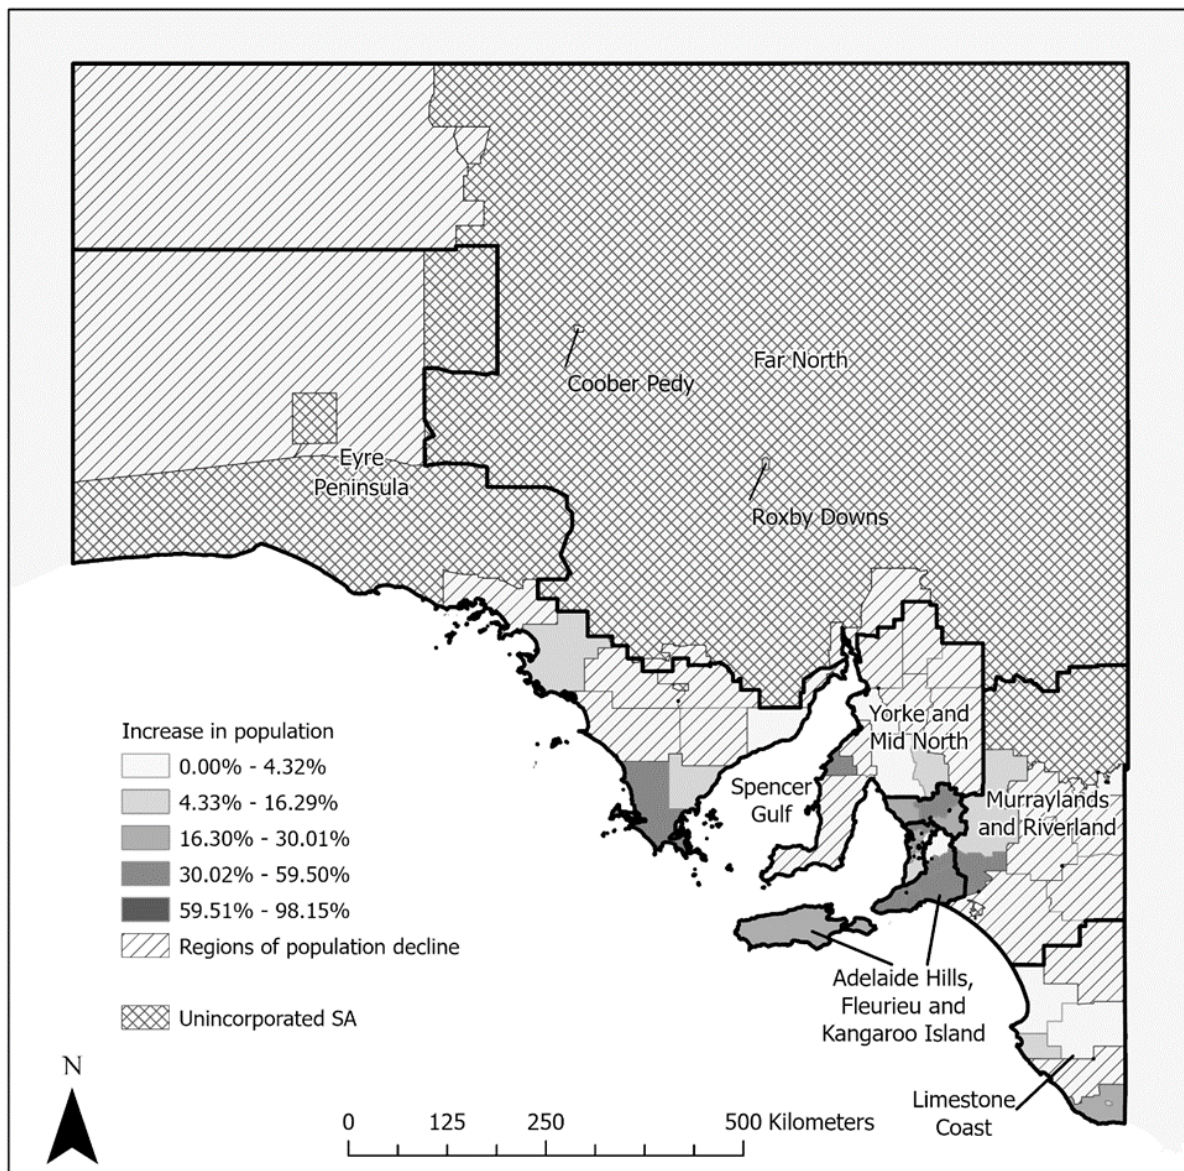 Coober Pedy
Far North
Eyre
Peninsula
Roxby Downs
Yorke and
Mid North
Spencer
Gulf
Murraylands
and Riverland
Increase in population
0.00% - 4.32%
4.33% - 16.29%
16.30% - 30.01%
30.02% - 59.50%
59.51% - 98.15%
Regions of population decline
Unincorporated SA
Adelaide Hills,
Fleurieu and
Kangaroo Island
Limestone
Coast
N
0 125 250 500 Kilometers